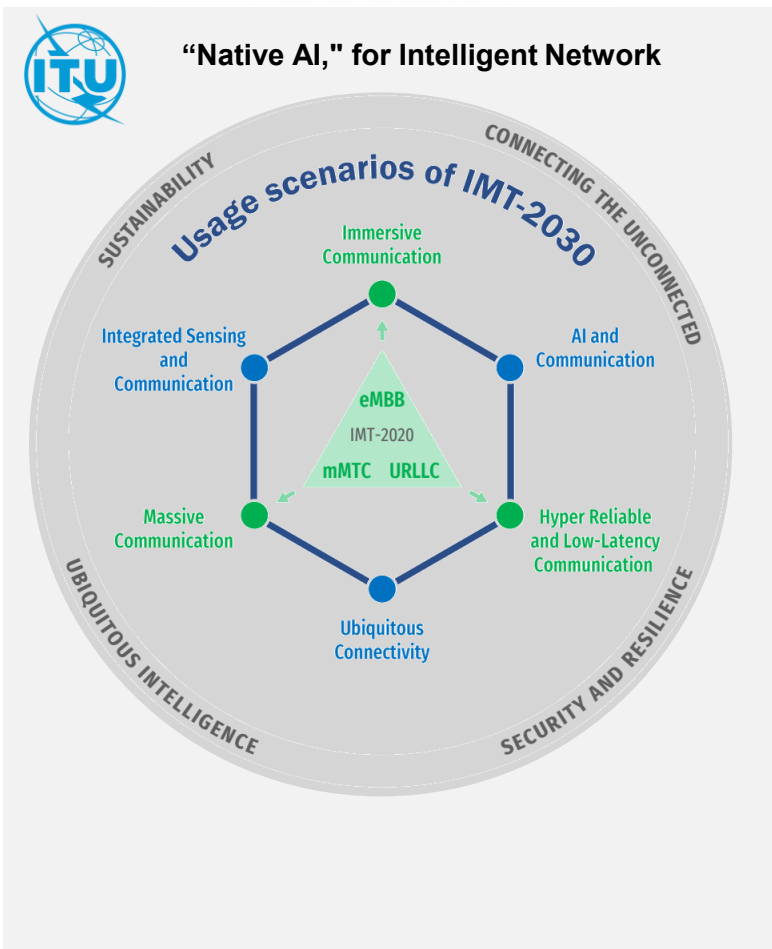 ITU
“Native AI," for Intelligent Network
SUSTAINABILITY
CONNECTING THE UNCONNECTED
Usage scenarios of IMT-2030
Immersive
Communication
Integrated Sensing
and
Communication
AI and
Communication
eMBB
IMT-2020
mMTC URLLC
Massive
Communication
Hyper Reliable
and Low-Latency
Communication
Ubiquitous
Connectivity
UBIQUITOUS INTELLIGENCE
SECURITY AND RESILIENCE